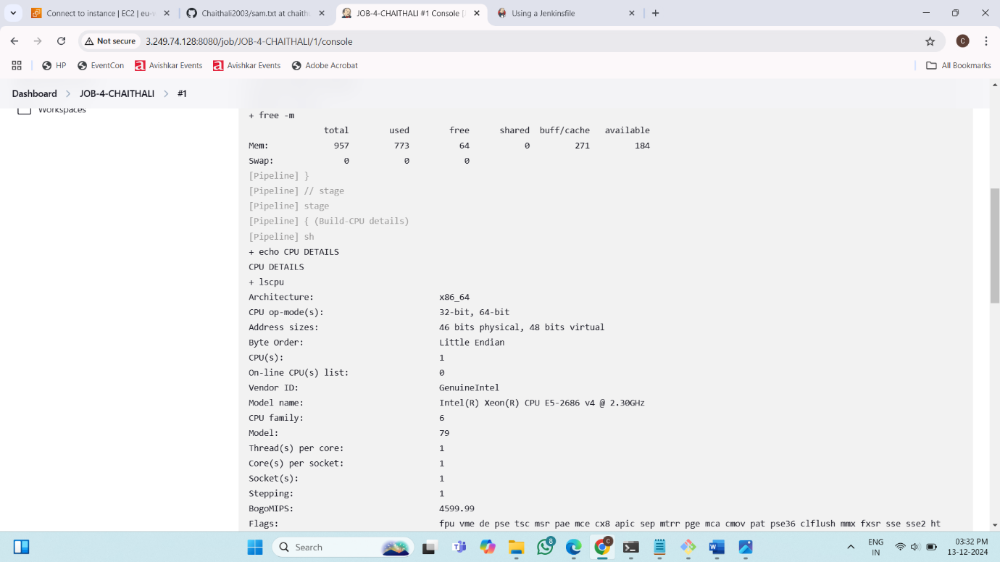 Connect to instance | EC2 | eu-w
Chaithali2003/sam.txt at chaith
JOB-4-CHAITHALI #1 Console [J
Using a Jenkinsfile
Not secure
3.249.74.128:8080/job/JOB-4-CHAITHALI/1/console
C
HP
EventCon
Avishkar Events
Avishkar Events
Adobe Acrobat
All Bookmarks
Dashboard > JOB-4-CHAITHALI > #1
Workspaces
+ free -m
total used free shared buff/cache available
Mem: 957 773 64 0 271 184
Swap: 0 0 0
[Pipeline] }
[Pipeline] // stage
[Pipeline] stage
[Pipeline] { (Build-CPU details)
[Pipeline] sh
+ echo CPU DETAILS
CPU DETAILS
+ lscpu
Architecture: x86_64
CPU op-mode(s): 32-bit, 64-bit
Address sizes: 46 bits physical, 48 bits virtual
Byte Order: Little Endian
CPU(s): 1
On-line CPU(s) list: 0
Vendor ID: GenuineIntel
Model name: Intel(R) Xeon(R) CPU E5-2686 v4 @ 2.30GHz
CPU family: 6
Model: 79
Thread(s) per core: 1
Core(s) per socket: 1
Socket(s): 1
Stepping: 1
BogoMIPS: 4599.99
Flags: fpu vme de pse tsc msr pae mce cx8 apic sep mtrr pge mca cmov pat pse36 clflush mmx fxsr sse sse2 ht
Search
8
C
ENG
IN
03:32 PM
13-12-2024